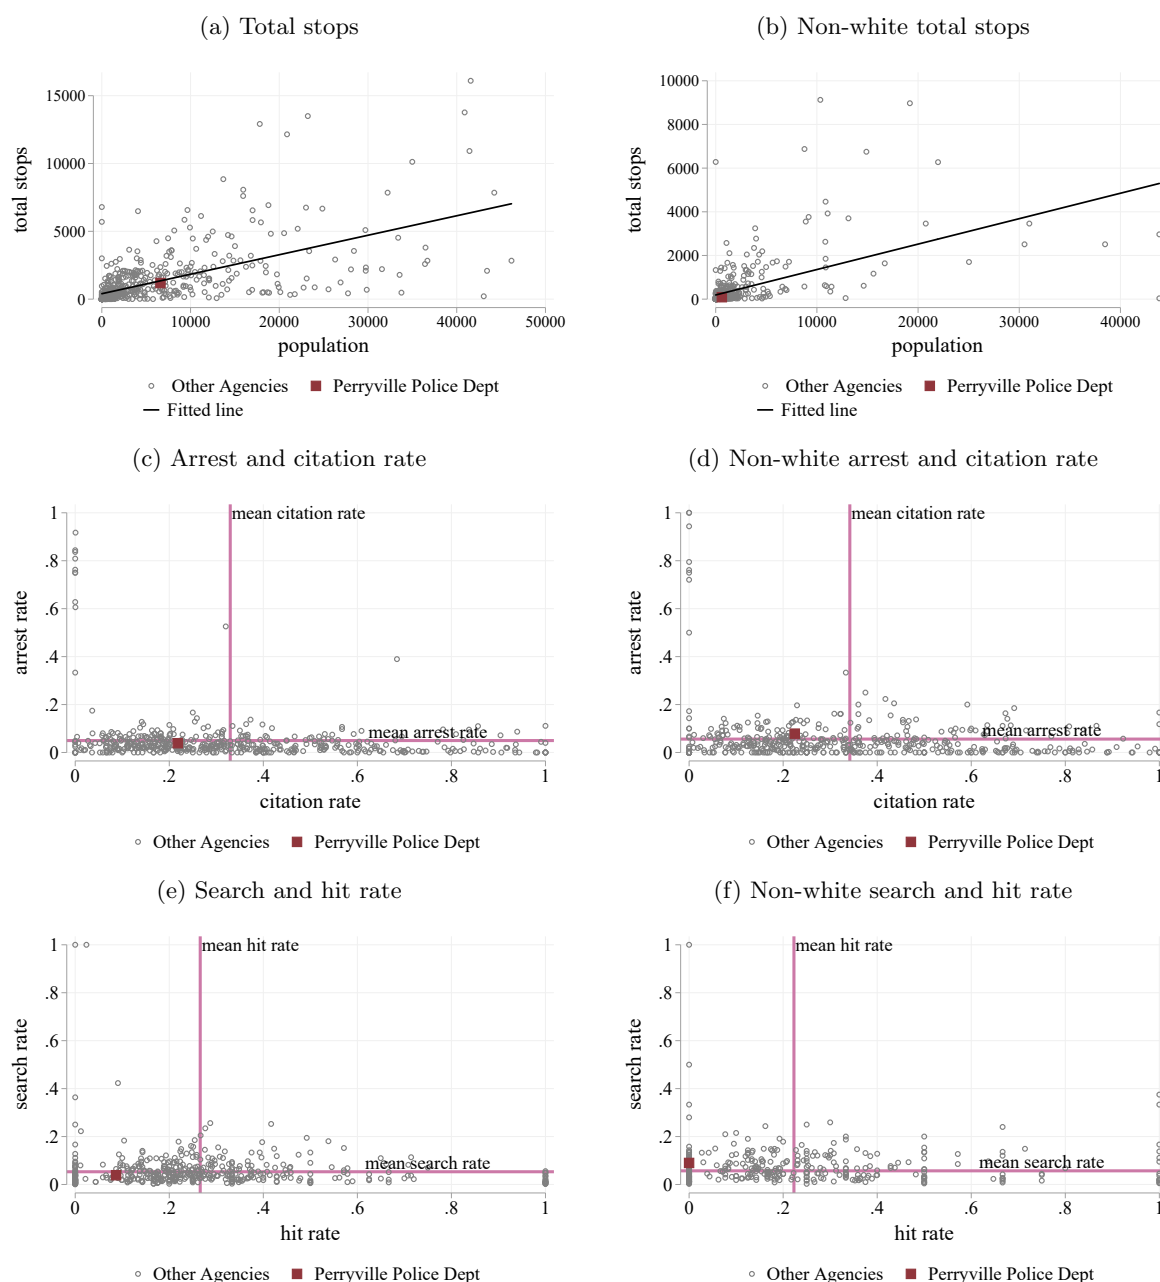 (a) Total stops
(b) Non-white total stops
total stops
15000
10000
5000
0
0 10000 20000 30000 40000 50000
population
Other Agencies Perryville Police Dept
Fitted line
total stops
10000
8000
6000
4000
2000
0
0 10000 20000 30000 40000
population
Other Agencies Perryville Police Dept
Fitted line
(c) Arrest and citation rate
(d) Non-white arrest and citation rate
arrest rate
1
.8
.6
.4
.2
0
mean citation rate
mean arrest rate
0 .2 .4 .6 .8 1
citation rate
Other Agencies Perryville Police Dept
arrest rate
1
.8
.6
.4
.2
0
mean citation rate
mean arrest rate
0 .2 .4 .6 .8 1
citation rate
Other Agencies Perryville Police Dept
(e) Search and hit rate
(f) Non-white search and hit rate
search rate
1
.8
.6
.4
.2
0
mean hit rate
mean search rate
0 .2 .4 .6 .8 1
hit rate
Other Agencies Perryville Police Dept
search rate
1
.8
.6
.4
.2
0
mean hit rate
mean search rate
0 .2 .4 .6 .8 1
hit rate
Other Agencies Perryville Police Dept